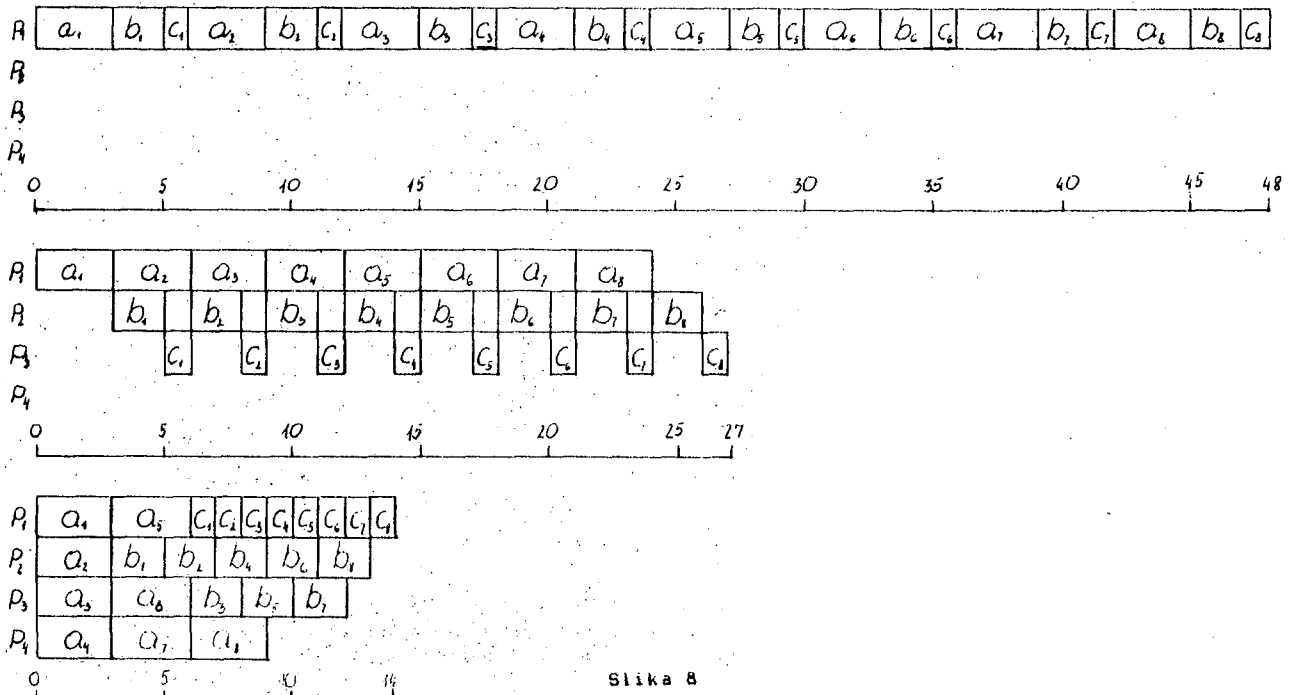 P₁ a₁ b₁ c₁ a₂ b₂ c₂ a₃ b₃ c₃ a₄ b₄ c₄ a₅ b₅ c₅ a₆ b₆ c₆ a₇ b₇ c₇ a₈ b₈ c₈
P₂
P₃
P₄
0 5 10 15 20 25 30 35 40 45 48
P₁ a₁ a₂ a₃ a₄ a₅ a₆ a₇ a₈
P₂ b₁ b₂ b₃ b₄ b₅ b₆ b₇ b₈
P₃ c₁ c₂ c₃ c₄ c₅ c₆ c₇ c₈
P₄
0 5 10 15 20 25 27
P₁ a₁ a₅ c₁ c₂ c₃ c₄ c₅ c₆ c₇ c₈
P₂ a₂ b₁ b₂ b₄ b₆ b₈
P₃ a₃ a₆ b₃ b₅ b₇
P₄ a₄ a₇ a₈
0 5 10 14
Slika 8